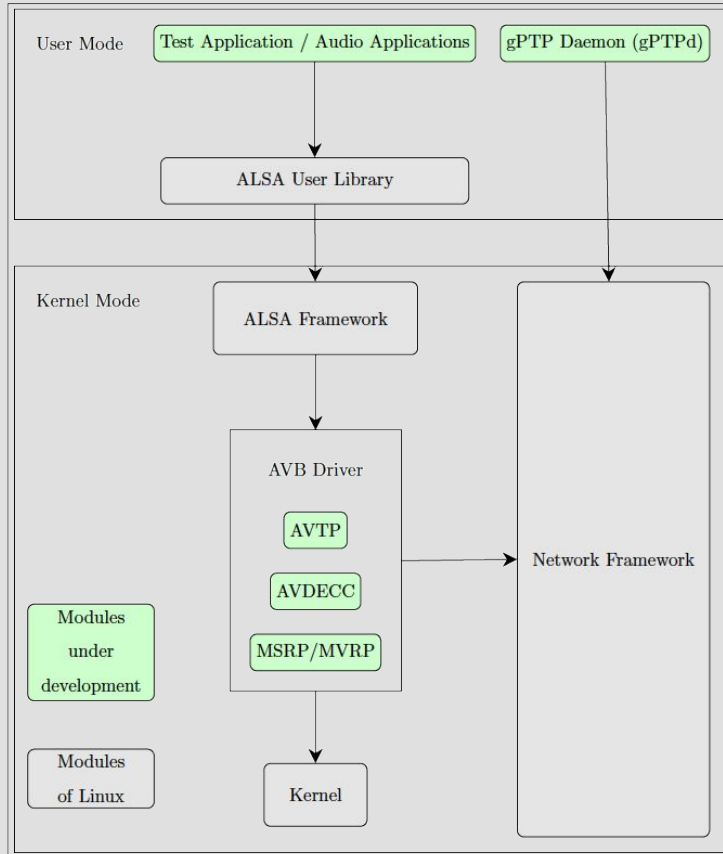 User Mode
Test Application / Audio Applications
gPTP Daemon (gPTPd)
ALSA User Library
Kernel Mode
ALSA Framework
AVB Driver
AVTP
Network Framework
AVDECC
MSRP/MVRP
Modules
under
development
Modules
of Linux
Kernel